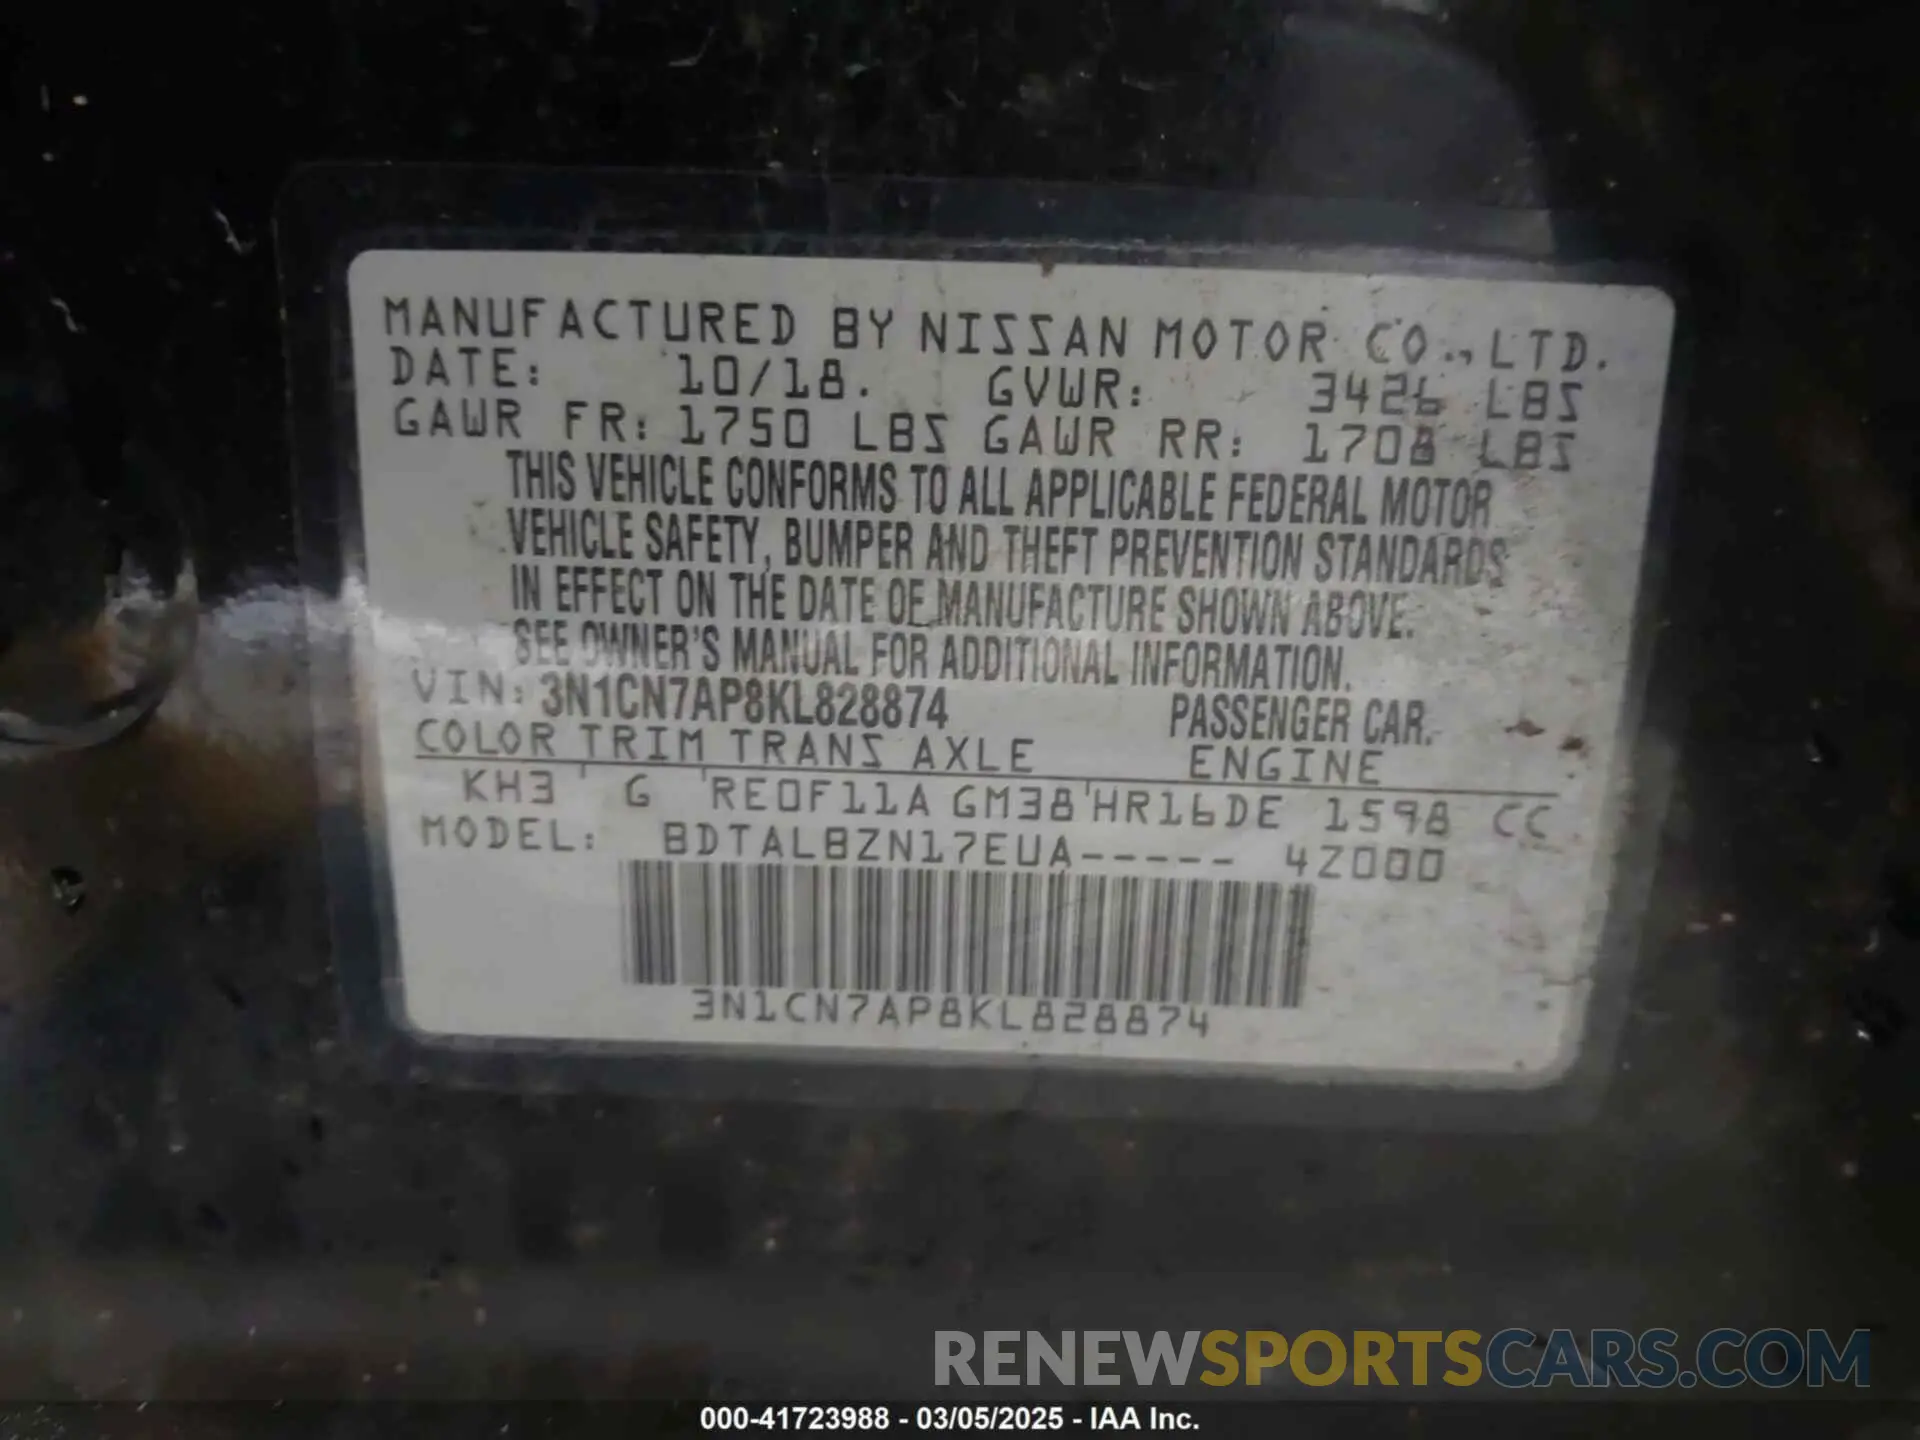 MANUFACTURED BY NISSAN MOTOR CO., LTD.
DATE: 10/18. GVWR: 3426 LBS
GAWR FR: 1750 LBS GAWR RR: 1708 LBS
THIS VEHICLE CONFORMS TO ALL APPLICABLE FEDERAL MOTOR
VEHICLE SAFETY, BUMPER AND THEFT PREVENTION STANDARDS
IN EFFECT ON THE DATE OF MANUFACTURE SHOWN ABOVE.
SEE OWNER'S MANUAL FOR ADDITIONAL INFORMATION.
VIN: 3N1CN7AP8KL828874 PASSENGER CAR.
COLOR TRIM TRANS AXLE ENGINE
KH3 G RE0F11A GM38 HR16DE 1598 CC
MODEL: BDTALBZN17EUA----- 4Z000
3N1CN7AP8KL828874
RENEWSPORTSCARS.COM
000-41723988 - 03/05/2025 - IAA Inc.